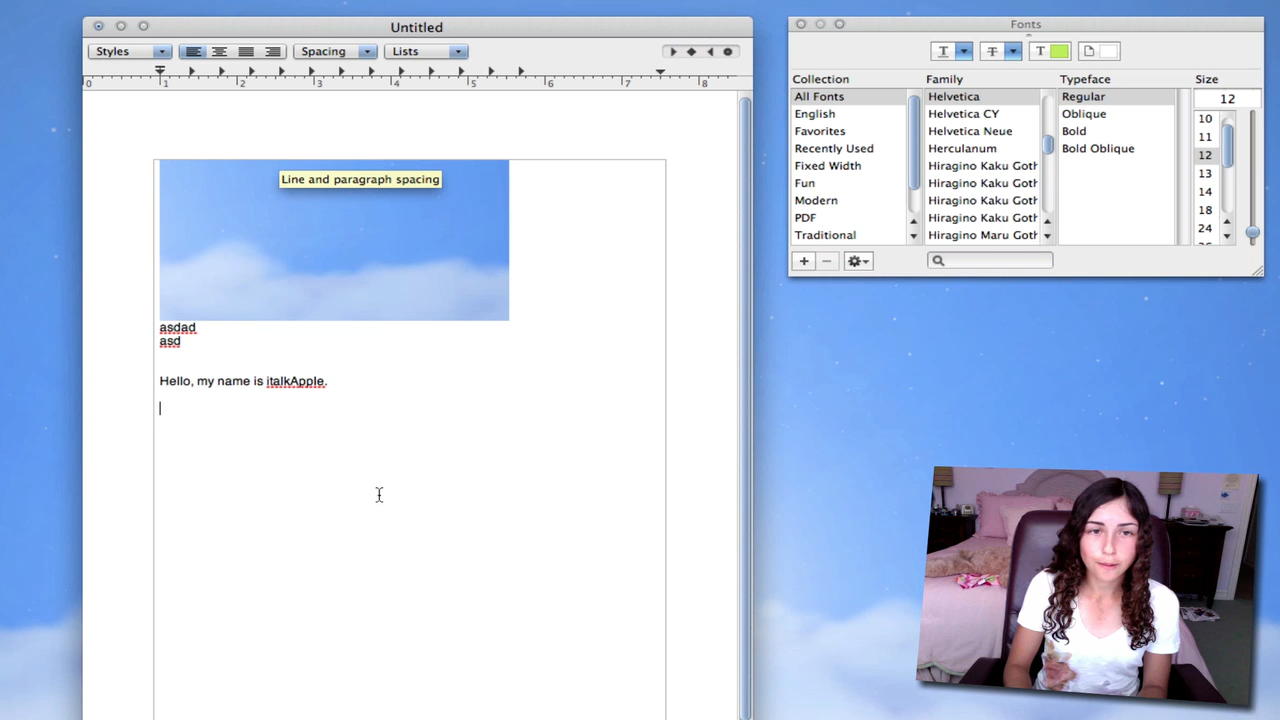 Untitled
Styles
Spacing
Lists
0 1 2 3 4 5 6 7 8
Line and paragraph spacing
asdad
asd
Hello, my name is italkApple.
Fonts
T T T
Collection Family Typeface Size
All Fonts Helvetica Regular 12
English Helvetica CY Oblique 10
Favorites Helvetica Neue Bold 11
Recently Used Herculanum Bold Oblique 12
Fixed Width Hiragino Kaku Goth 13
Fun Hiragino Kaku Goth 14
Modern Hiragino Kaku Goth 18
PDF Hiragino Kaku Goth 24
Traditional Hiragino Maru Goth